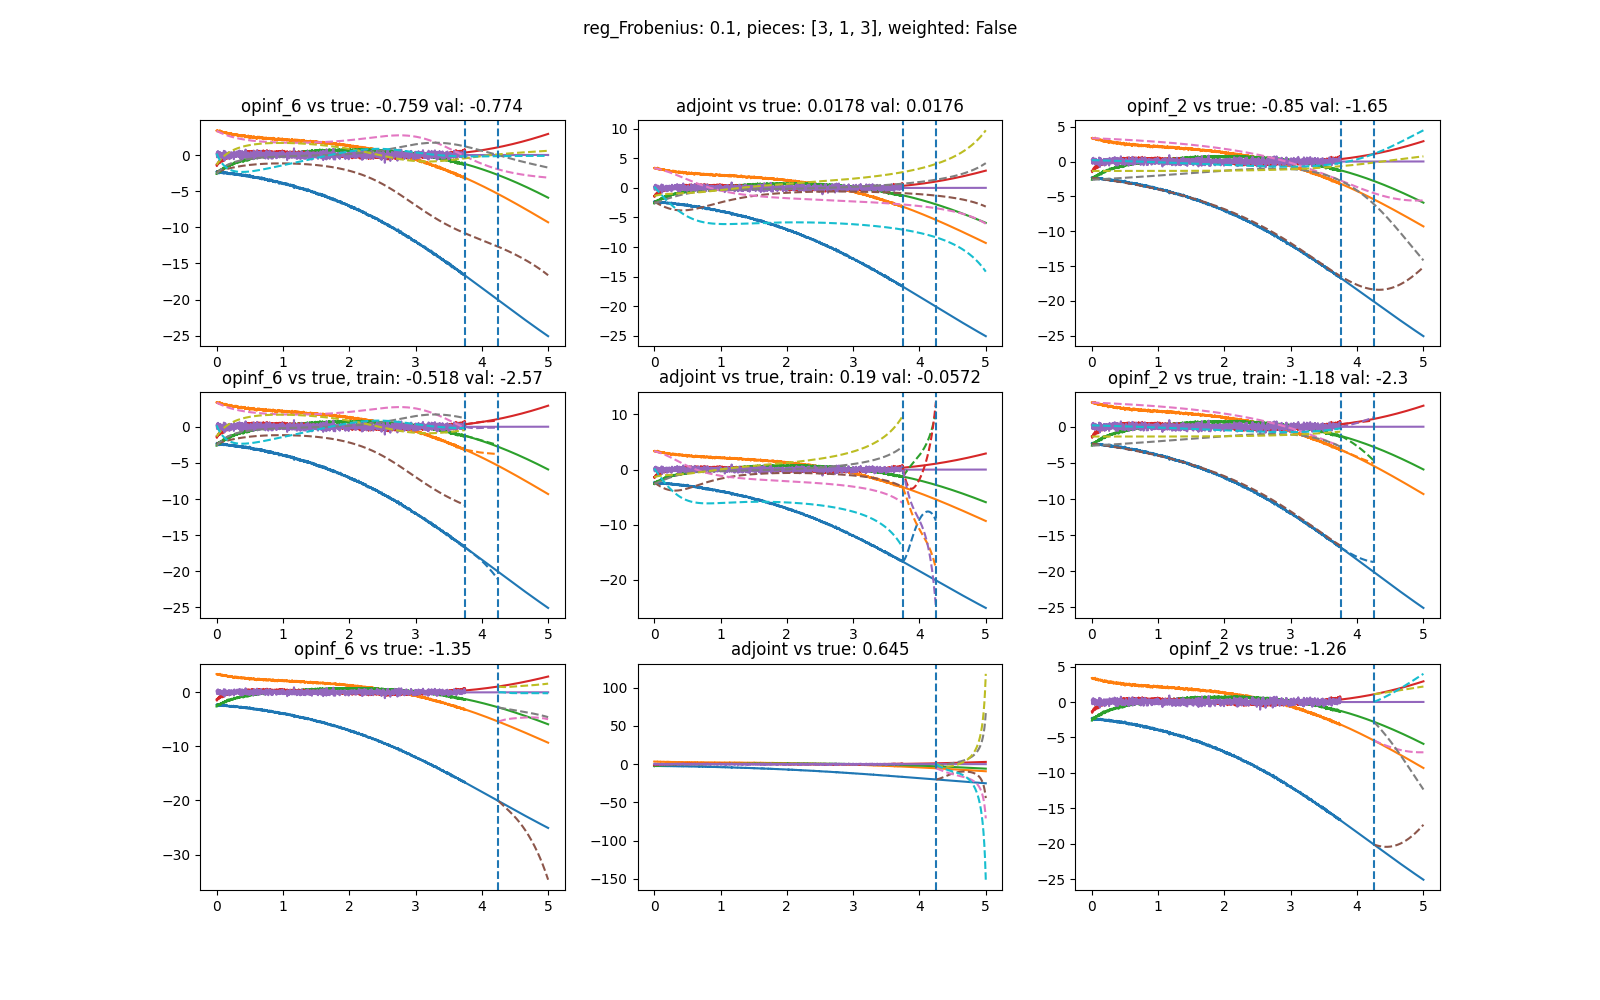 reg_Frobenius: 0.1, pieces: [3, 1, 3], weighted: False
opinf_6 vs true: -0.759 val: -0.774
0
−5
−10
−15
−20
−25
0 1 2 3 4 5
adjoint vs true: 0.0178 val: 0.0176
10
5
0
−5
−10
−15
−20
−25
0 1 2 3 4 5
opinf_2 vs true: -0.85 val: -1.65
5
0
−5
−10
−15
−20
−25
0 1 2 3 4 5
opinf_6 vs true, train: -0.518 val: -2.57
0
−5
−10
−15
−20
−25
0 1 2 3 4 5
adjoint vs true, train: 0.19 val: -0.0572
10
0
−10
−20
0 1 2 3 4 5
opinf_2 vs true, train: -1.18 val: -2.3
0
−5
−10
−15
−20
−25
0 1 2 3 4 5
opinf_6 vs true: -1.35
0
−10
−20
−30
0 1 2 3 4 5
adjoint vs true: 0.645
100
50
0
−50
−100
−150
0 1 2 3 4 5
opinf_2 vs true: -1.26
5
0
−5
−10
−15
−20
−25
0 1 2 3 4 5